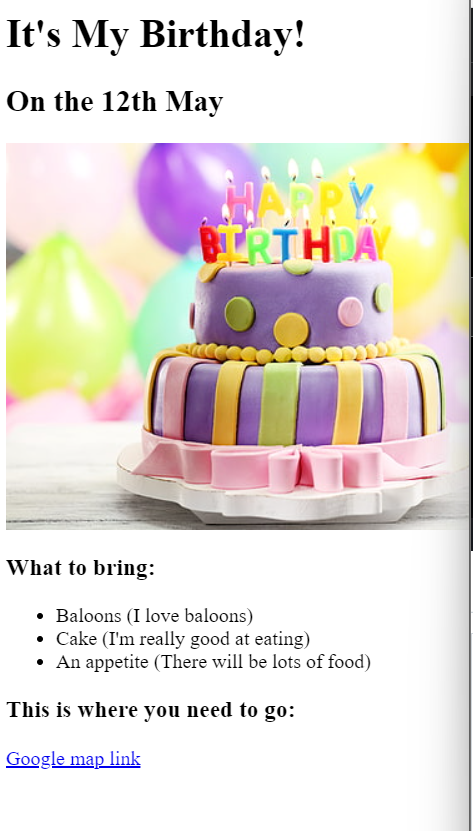 It's My Birthday!
On the 12th May
HAPPY
BIRTHDAY
What to bring:
Baloons (I love baloons)
Cake (I'm really good at eating)
An appetite (There will be lots of food)
This is where you need to go:
Google map link